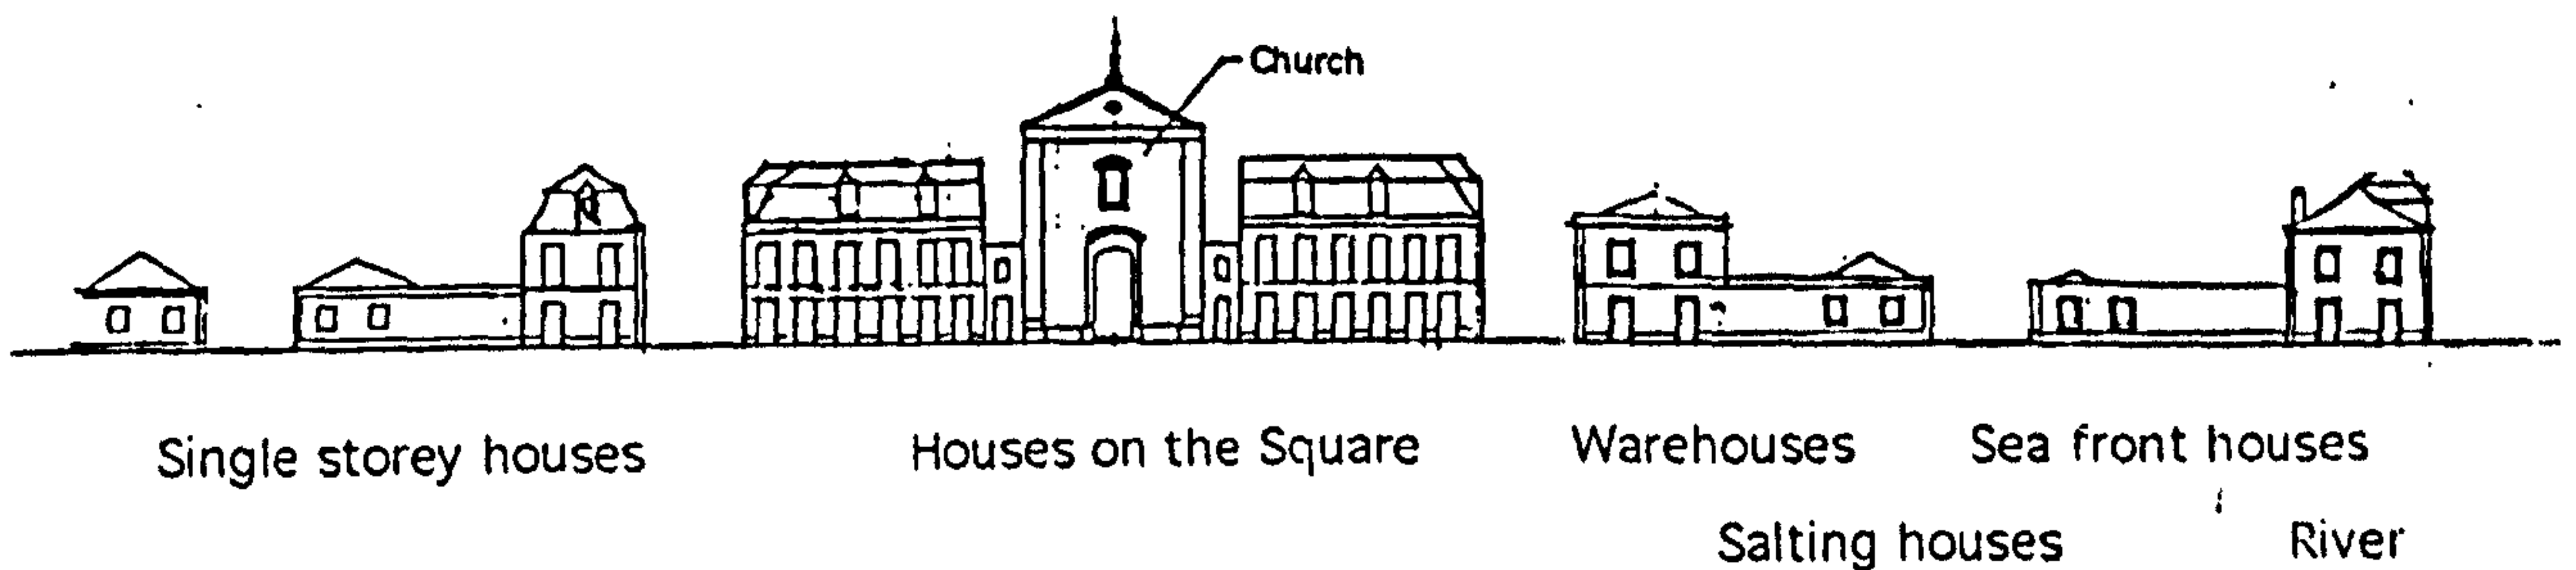 Church
Single storey houses
Houses on the Square
Warehouses
Sea front houses
Salting houses
River